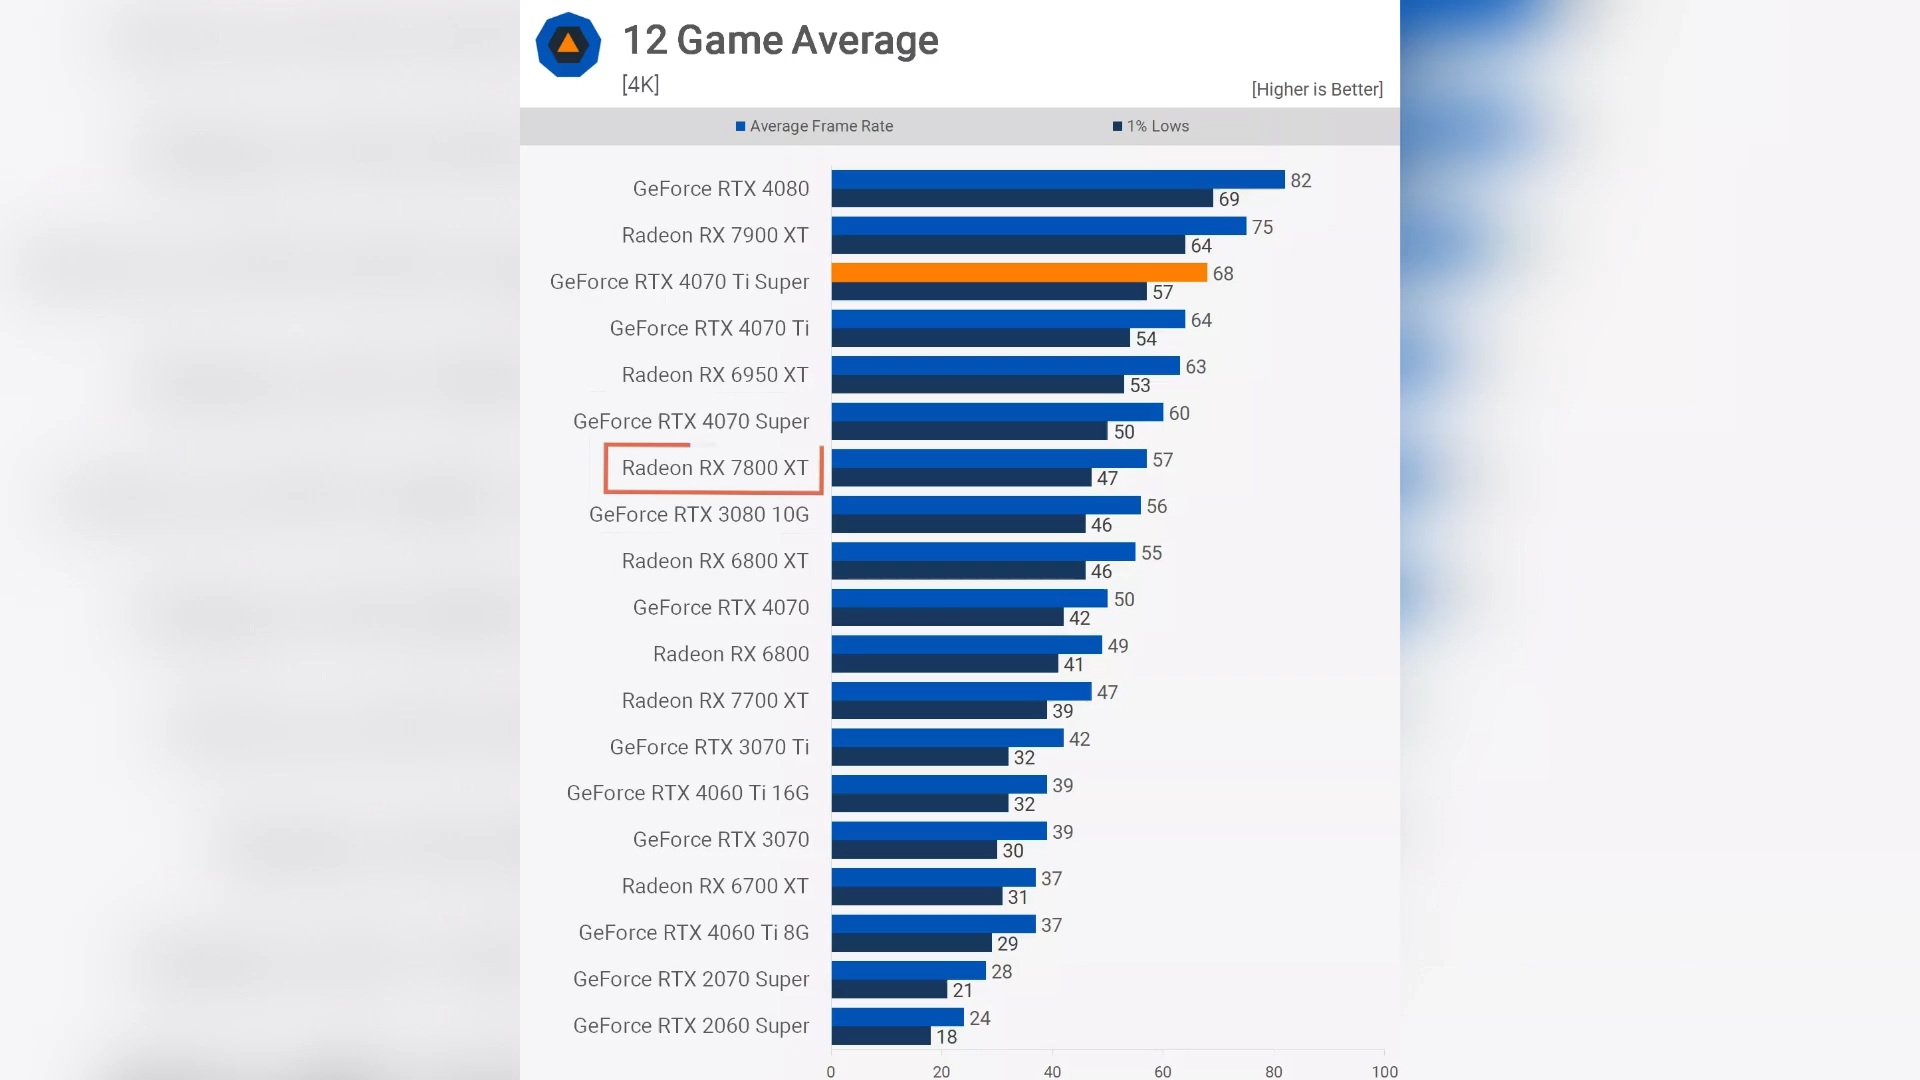 12 Game Average
[4K]
[Higher is Better]
Average Frame Rate 1% Lows
GeForce RTX 4080 82 69
Radeon RX 7900 XT 75 64
GeForce RTX 4070 Ti Super 68 57
GeForce RTX 4070 Ti 64 54
Radeon RX 6950 XT 63 53
GeForce RTX 4070 Super 60 50
Radeon RX 7800 XT 57 47
GeForce RTX 3080 10G 56 46
Radeon RX 6800 XT 55 46
GeForce RTX 4070 50 42
Radeon RX 6800 49 41
Radeon RX 7700 XT 47 39
GeForce RTX 3070 Ti 42 32
GeForce RTX 4060 Ti 16G 39 32
GeForce RTX 3070 39 30
Radeon RX 6700 XT 37 31
GeForce RTX 4060 Ti 8G 37 29
GeForce RTX 2070 Super 28 21
GeForce RTX 2060 Super 24 18
0 20 40 60 80 100